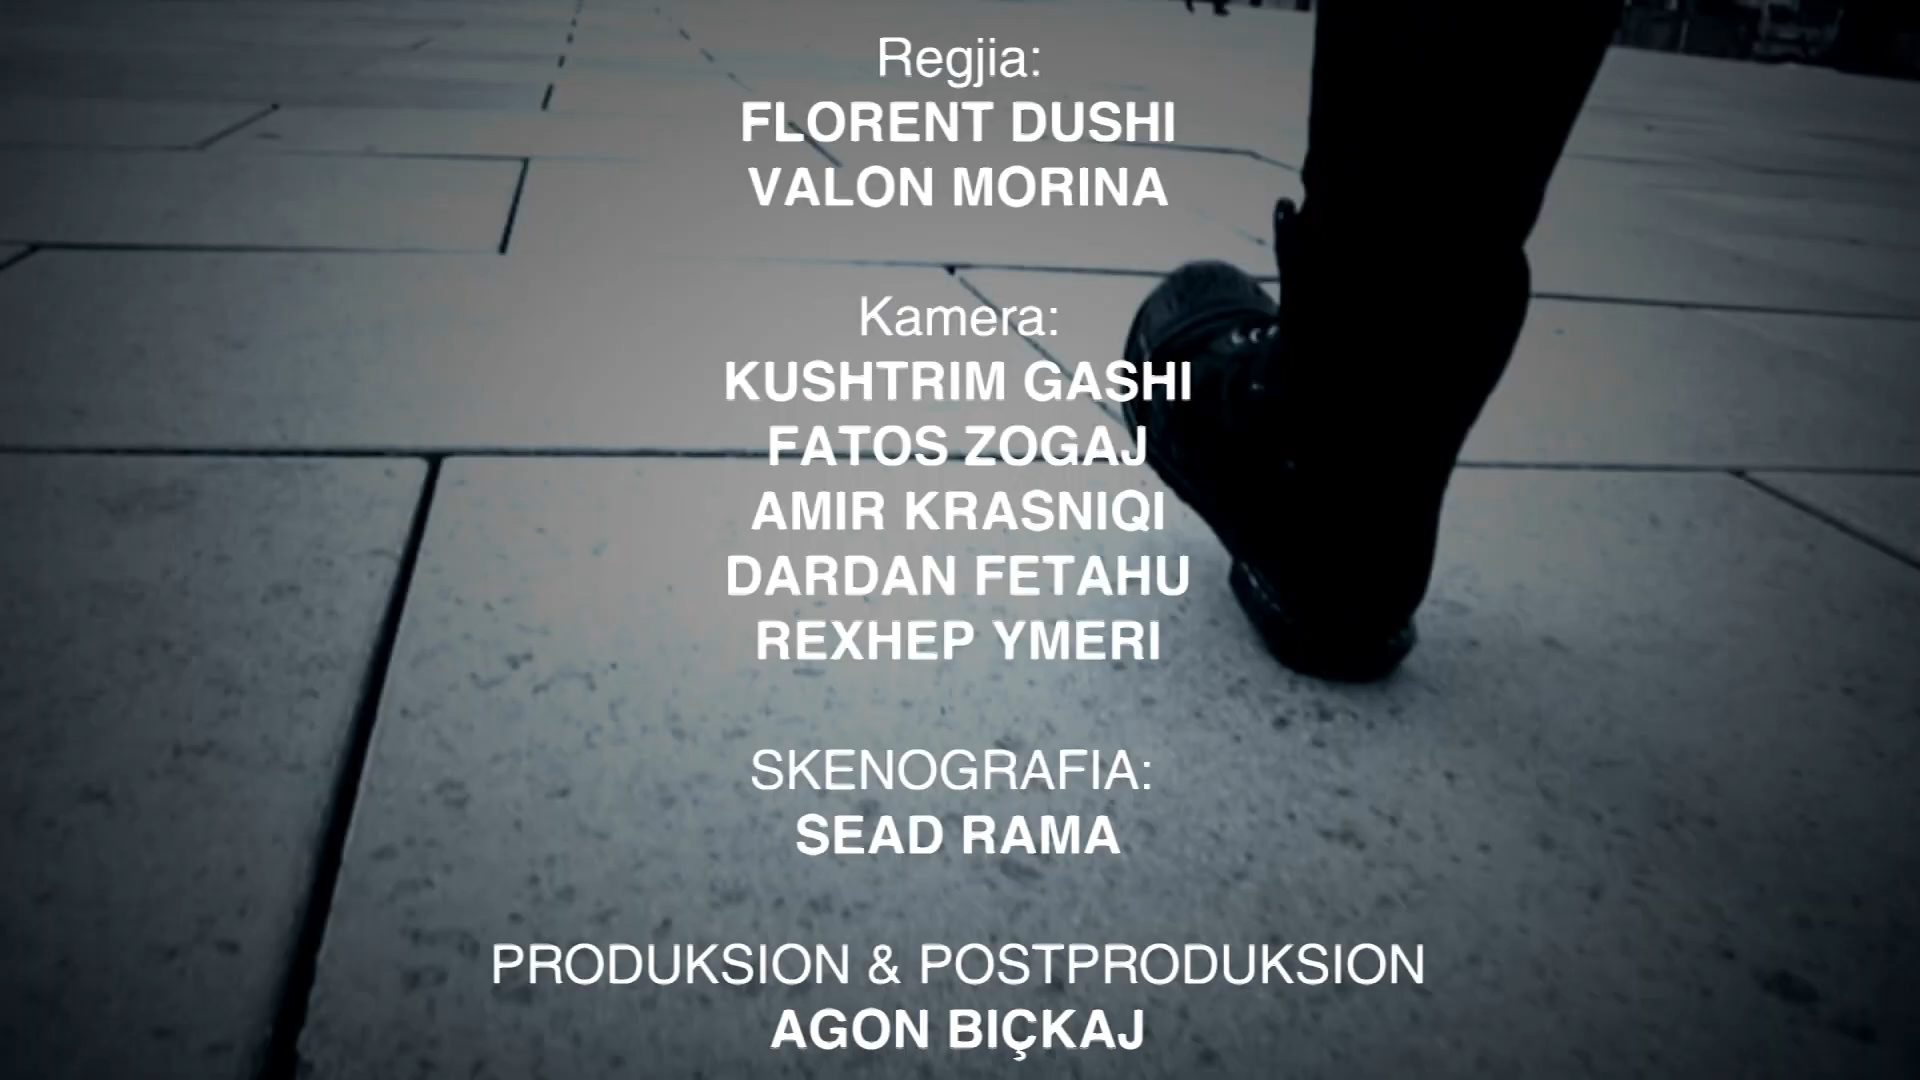 Regjia:
FLORENT DUSHI
VALON MORINA
Kamera:
KUSHTRIM GASHI
FATOS ZOGAJ
AMIR KRASNIQI
DARDAN FETAHU
REXHEP YMERI
SKENOGRAFIA:
SEAD RAMA
PRODUKSION & POSTPRODUKSION
AGON BIÇKAJ